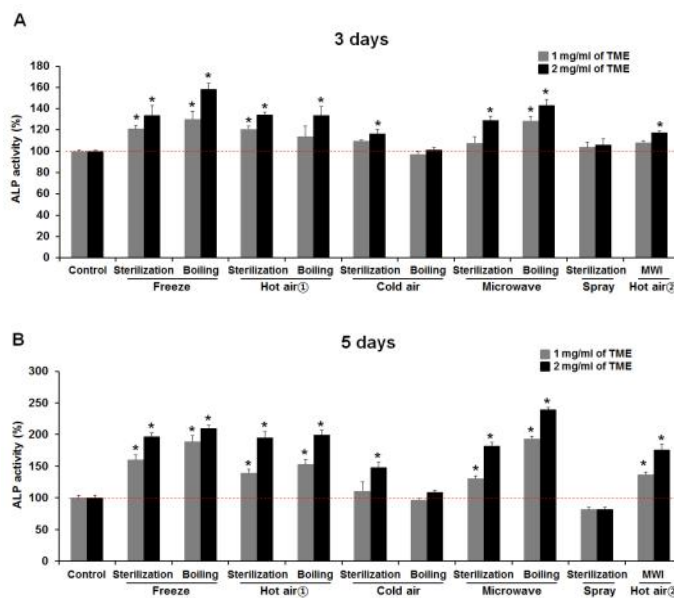 A
3 days
1 mg/ml of TME
2 mg/ml of TME
ALP activity (%)
180
160
140
120
100
80
60
40
20
0
* * * * * * * * * * * * *
Control Sterilization Boiling Sterilization Boiling Sterilization Boiling Sterilization Boiling Sterilization MWI
Freeze Hot air① Cold air Microwave Spray Hot air②
B
5 days
1 mg/ml of TME
2 mg/ml of TME
ALP activity (%)
300
250
200
150
100
50
0
* * * * * * * * * * * * * * *
Control Sterilization Boiling Sterilization Boiling Sterilization Boiling Sterilization Boiling Sterilization MWI
Freeze Hot air① Cold air Microwave Spray Hot air②